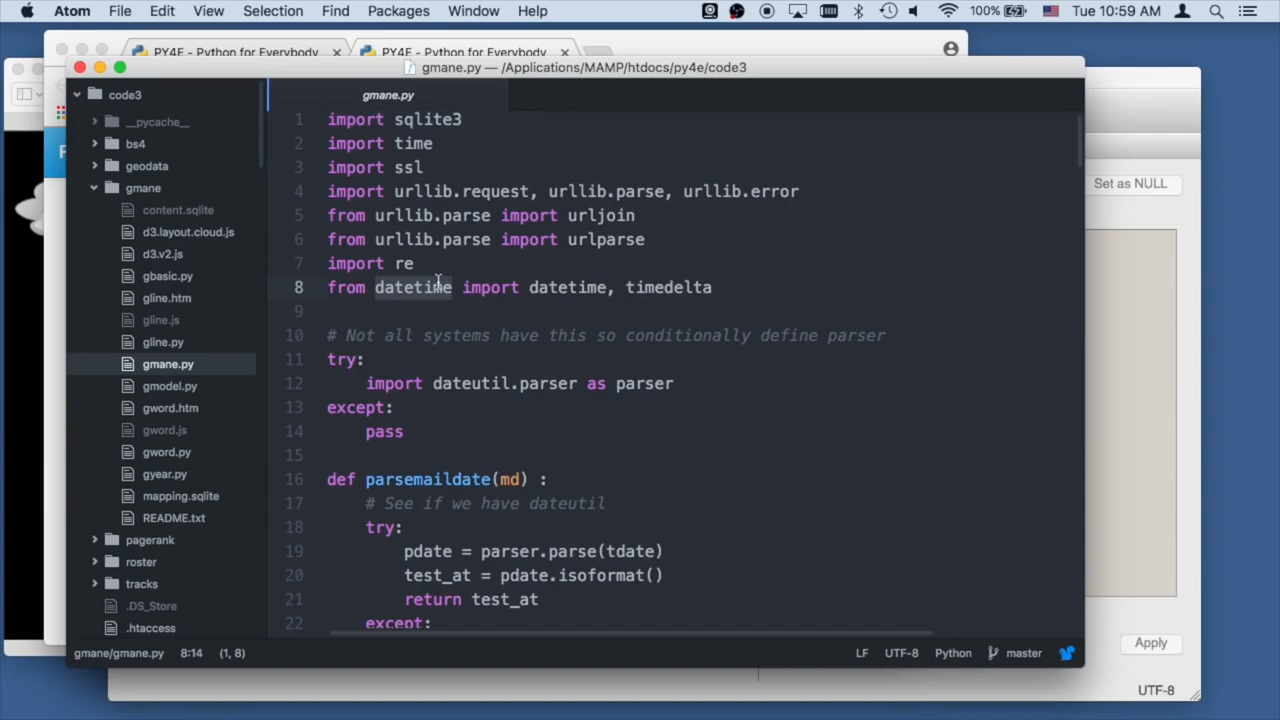 Atom File Edit View Selection Find Packages Window Help 100% Tue 10:59 AM
PY4E - Python for Everybody PY4E - Python for Everybody
gmane.py — /Applications/MAMP/htdocs/py4e/code3
code3
__pycache__
bs4
geodata
gmane
content.sqlite
d3.layout.cloud.js
d3.v2.js
gbasic.py
gline.htm
gline.js
gline.py
gmane.py
gmodel.py
gword.htm
gword.js
gword.py
gyear.py
mapping.sqlite
README.txt
pagerank
roster
tracks
.DS_Store
.htaccess
gmane.py
1 import sqlite3
2 import time
3 import ssl
4 import urllib.request, urllib.parse, urllib.error
5 from urllib.parse import urljoin
6 from urllib.parse import urlparse
7 import re
8 from datetime import datetime, timedelta
9
10 # Not all systems have this so conditionally define parser
11 try:
12 import dateutil.parser as parser
13 except:
14 pass
15
16 def parsemaildate(md) :
17 # See if we have dateutil
18 try:
19 pdate = parser.parse(tdate)
20 test_at = pdate.isoformat()
21 return test_at
22 except:
gmane/gmane.py 8:14 (1, 8) LF UTF-8 Python master
Set as NULL
Apply
UTF-8